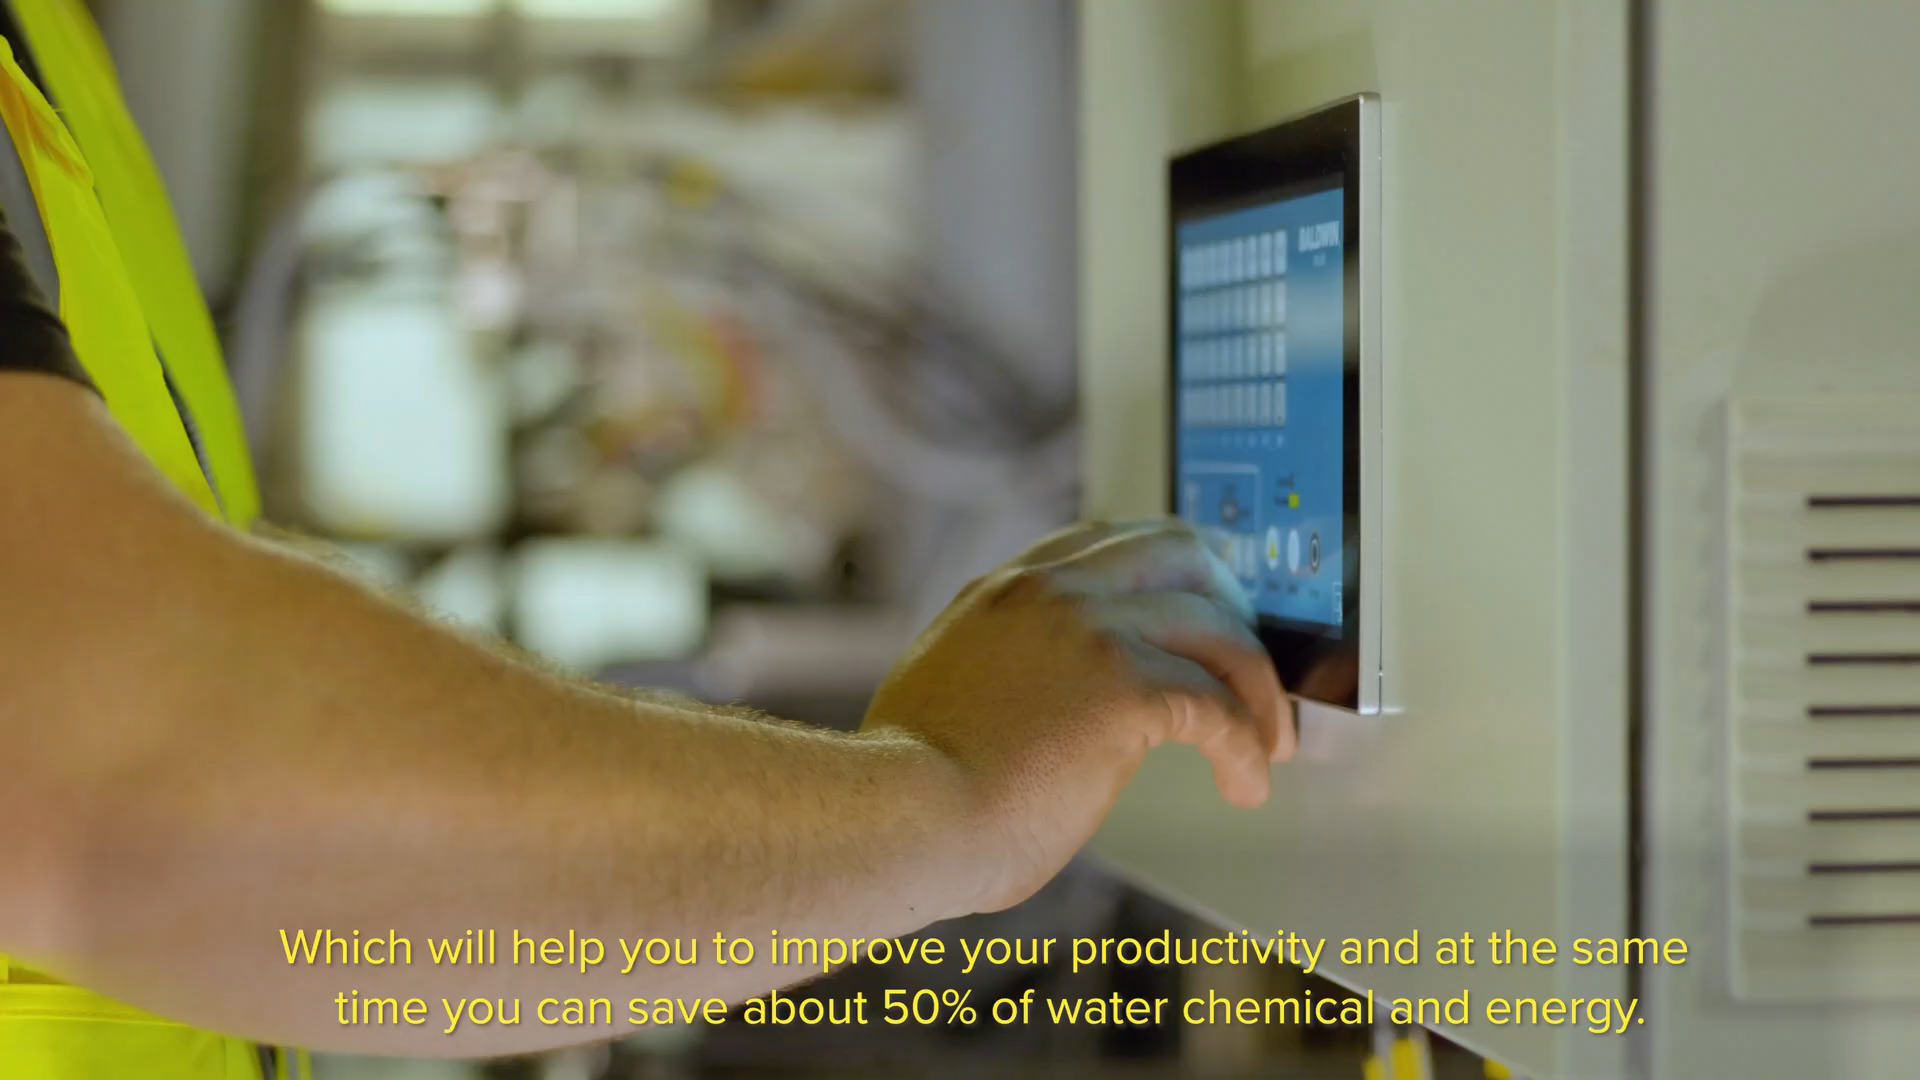 BALDWIN
Which will help you to improve your productivity and at the same
time you can save about 50% of water chemical and energy.